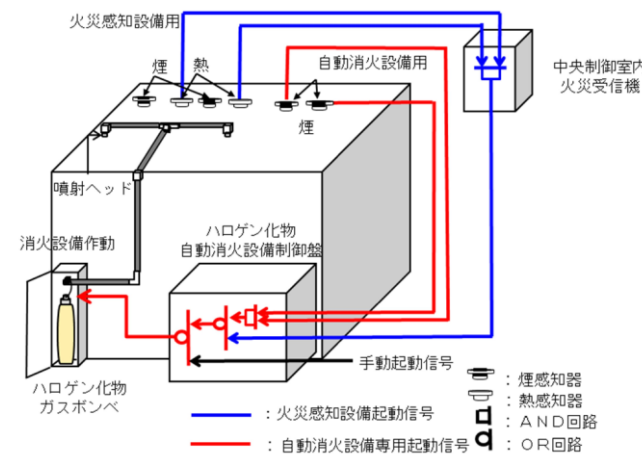 火災感知設備用
煙
熱
自動消火設備用
中央制御室内
火災受信機
煙
噴射ヘッド
ハロゲン化物
自動消火設備制御盤
消火設備作動
手動起動信号
ハロゲン化物
ガスボンベ
：煙感知器
：熱感知器
：AND回路
：OR回路
：火災感知設備起動信号
：自動消火設備専用起動信号